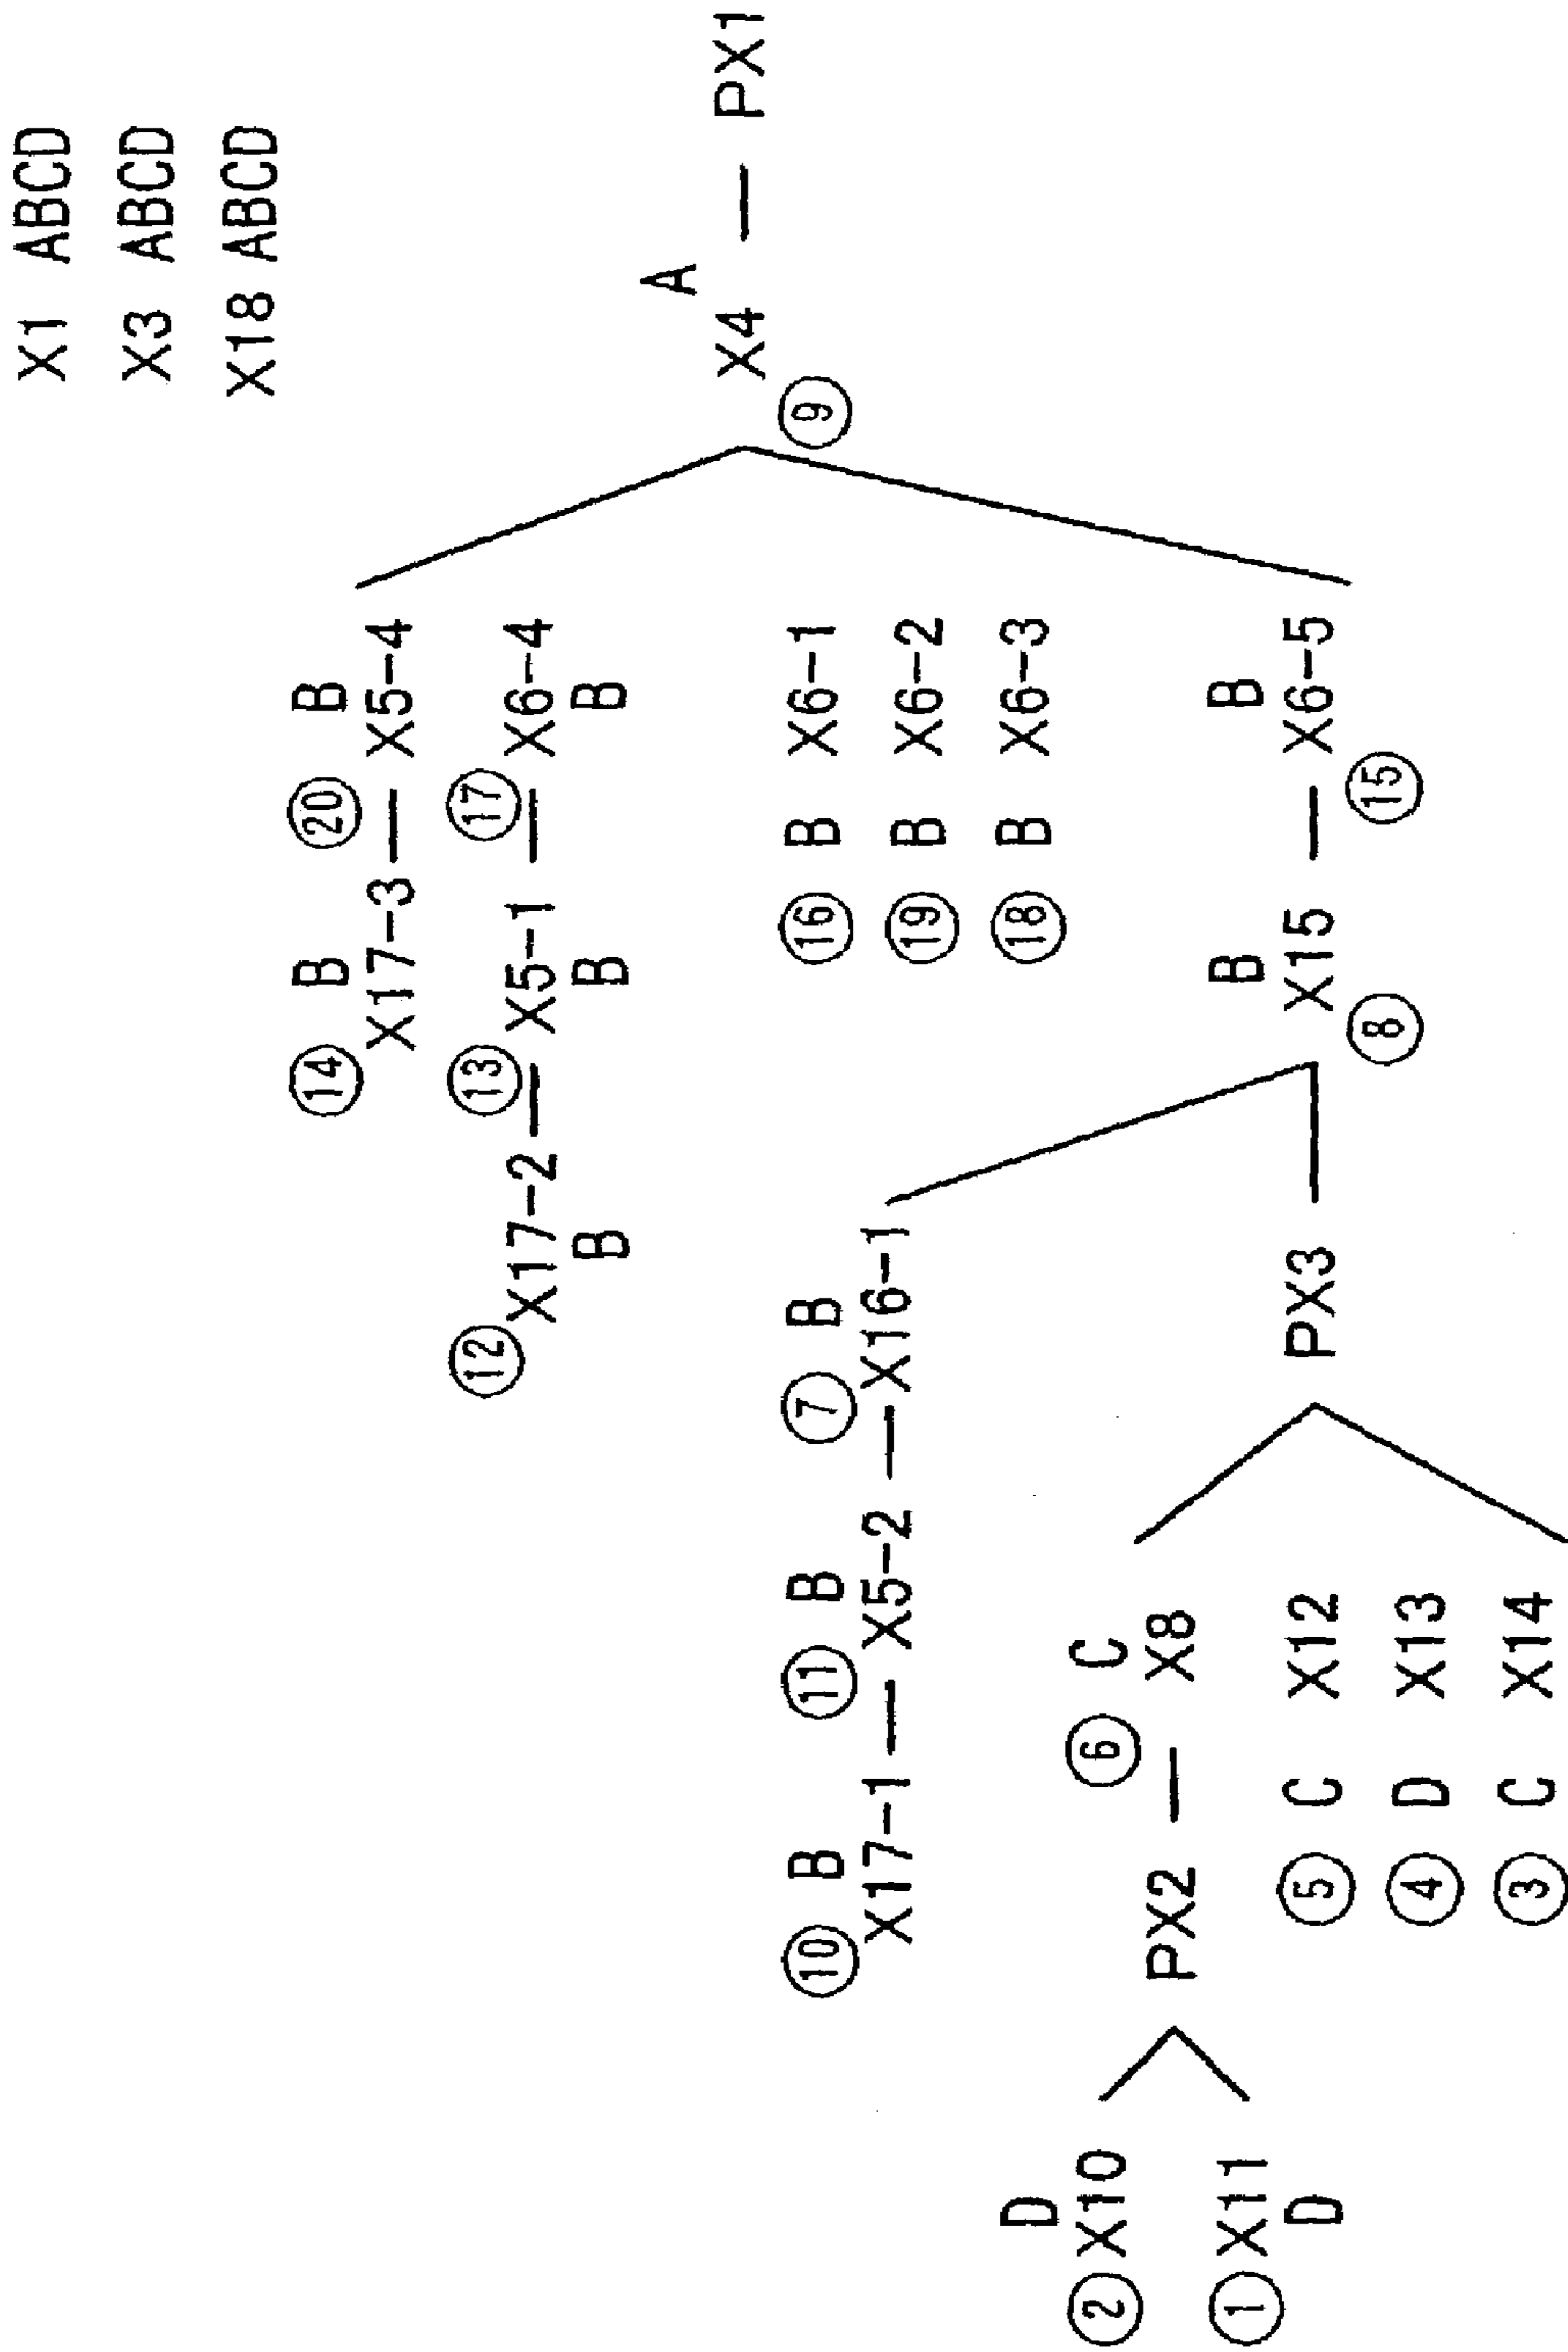 X1 ABCD
X3 ABCD
X18 ABCD
B B
⑭ X17-3 — ⑳ X5-4
⑫ X17-2 — ⑬ X5-1 — ⑰ X6-4
B B B
A
X4 — PX1
⑨
⑩ B ⑪ B ⑦ B
X17-1 — X5-2 — X16-1
⑯ B X6-1
⑲ B X6-2
⑱ B X6-3
B B
X15 — X6-5
⑧ ⑮
D
② X10
① X11
D
⑥ C
PX2 — X8
PX3
⑤ C X12
④ D X13
③ C X14